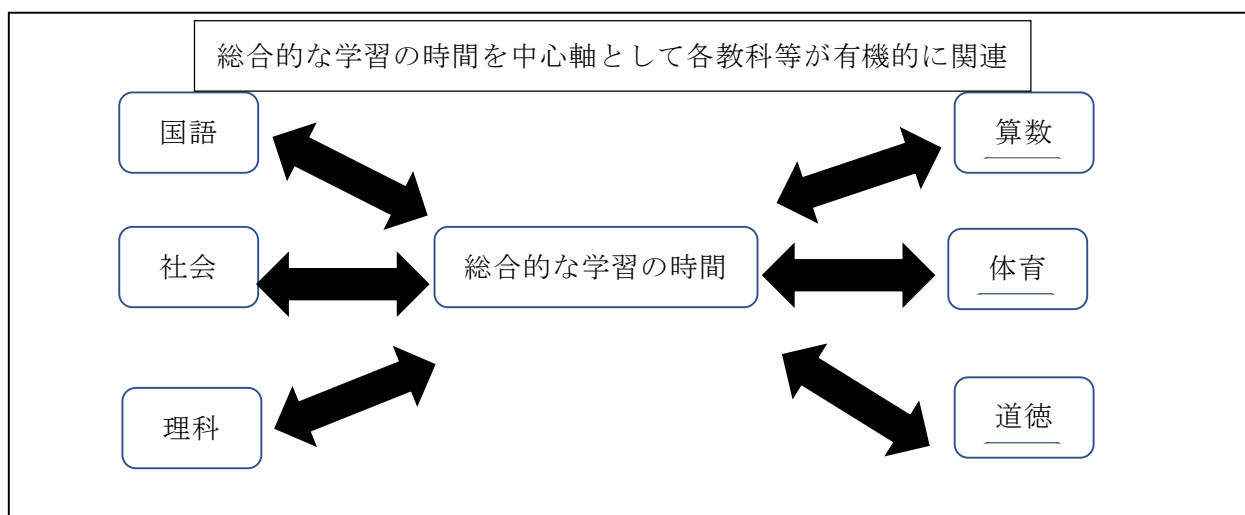 総合的な学習の時間を中心軸として各教科等が有機的に関連
国語
算数
社会
総合的な学習の時間
体育
理科
道徳